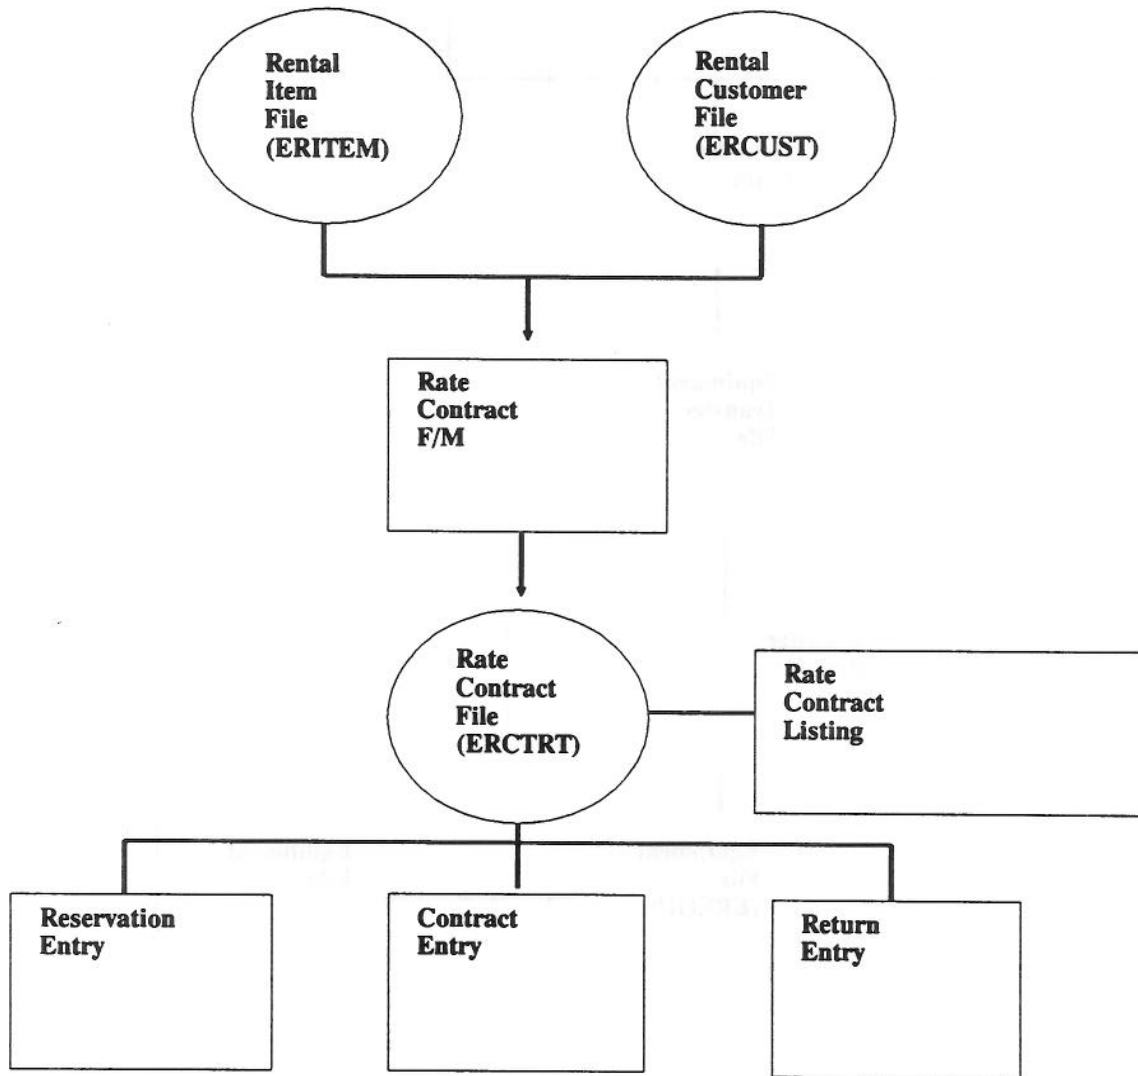 Rental
Item
File
(ERITEM)
Rental
Customer
File
(ERCUST)
Rate
Contract
F/M
Rate
Contract
File
(ERCTRT)
Rate
Contract
Listing
Reservation
Entry
Contract
Entry
Return
Entry